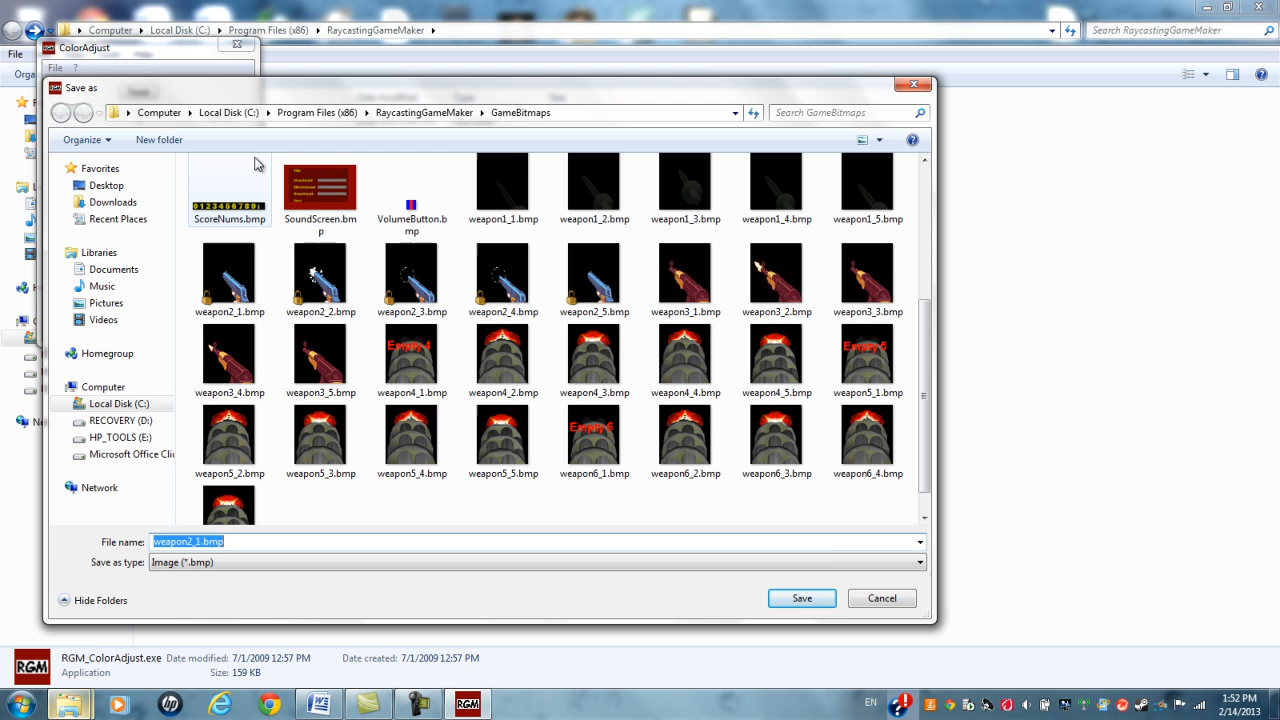 Computer Local Disk (C:) Program Files (x86) RaycastingGameMaker
Search RaycastingGameMaker
File
ColorAdjust
File ?
Orga
Save as
Computer Local Disk (C:) Program Files (x86) RaycastingGameMaker GameBitmaps
Search GameBitmaps
Organize New folder
Favorites
Desktop
Downloads
Recent Places
Libraries
Documents
Music
Pictures
Videos
Homegroup
Computer
Local Disk (C:)
RECOVERY (D:)
HP_TOOLS (E:)
Microsoft Office Clic
Network
0123456789:
ScoreNums.bmp SoundScreen.bm VolumeButton.b weapon1_1.bmp weapon1_2.bmp weapon1_3.bmp weapon1_4.bmp weapon1_5.bmp
p mp
weapon2_1.bmp weapon2_2.bmp weapon2_3.bmp weapon2_4.bmp weapon2_5.bmp weapon3_1.bmp weapon3_2.bmp weapon3_3.bmp
Empty 4 Empty 5
weapon3_4.bmp weapon3_5.bmp weapon4_1.bmp weapon4_2.bmp weapon4_3.bmp weapon4_4.bmp weapon4_5.bmp weapon5_1.bmp
Empty 6
weapon5_2.bmp weapon5_3.bmp weapon5_4.bmp weapon5_5.bmp weapon6_1.bmp weapon6_2.bmp weapon6_3.bmp weapon6_4.bmp
File name: weapon2_1.bmp
Save as type: Image (*.bmp)
Hide Folders
Save Cancel
RGM
RGM_ColorAdjust.exe Date modified: 7/1/2009 12:57 PM Date created: 7/1/2009 12:57 PM
Application Size: 159 KB
hp
RGM
EN
1:52 PM
2/14/2013